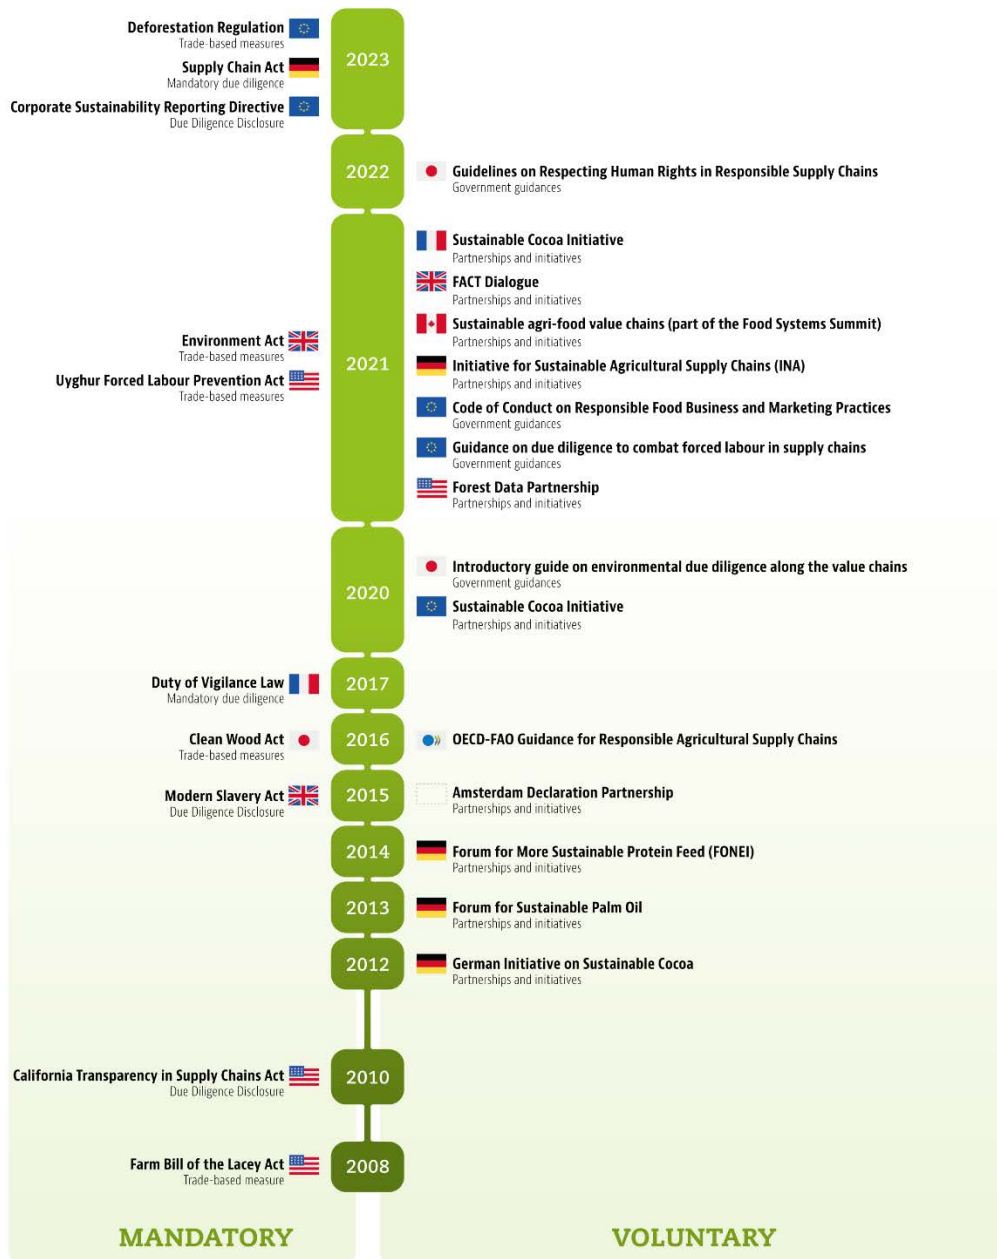 Deforestation Regulation
Trade-based measures
Supply Chain Act
Mandatory due diligence
Corporate Sustainability Reporting Directive
Due Diligence Disclosure
2023
2022
Guidelines on Respecting Human Rights in Responsible Supply Chains
Government guidances
Environment Act
Trade-based measures
Uyghur Forced Labour Prevention Act
Trade-based measures
2021
Sustainable Cocoa Initiative
Partnerships and initiatives
FACT Dialogue
Partnerships and initiatives
Sustainable agri-food value chains (part of the Food Systems Summit)
Partnerships and initiatives
Initiative for Sustainable Agricultural Supply Chains (INA)
Partnerships and initiatives
Code of Conduct on Responsible Food Business and Marketing Practices
Government guidances
Guidance on due diligence to combat forced labour in supply chains
Government guidances
Forest Data Partnership
Partnerships and initiatives
2020
Introductory guide on environmental due diligence along the value chains
Government guidances
Sustainable Cocoa Initiative
Partnerships and initiatives
Duty of Vigilance Law
Mandatory due diligence
2017
Clean Wood Act
Trade-based measures
2016
OECD-FAO Guidance for Responsible Agricultural Supply Chains
Modern Slavery Act
Due Diligence Disclosure
2015
Amsterdam Declaration Partnership
Partnerships and initiatives
2014
Forum for More Sustainable Protein Feed (FONEI)
Partnerships and initiatives
2013
Forum for Sustainable Palm Oil
Partnerships and initiatives
2012
German Initiative on Sustainable Cocoa
Partnerships and initiatives
California Transparency in Supply Chains Act
Due Diligence Disclosure
2010
Farm Bill of the Lacey Act
Trade-based measure
2008
MANDATORY
VOLUNTARY